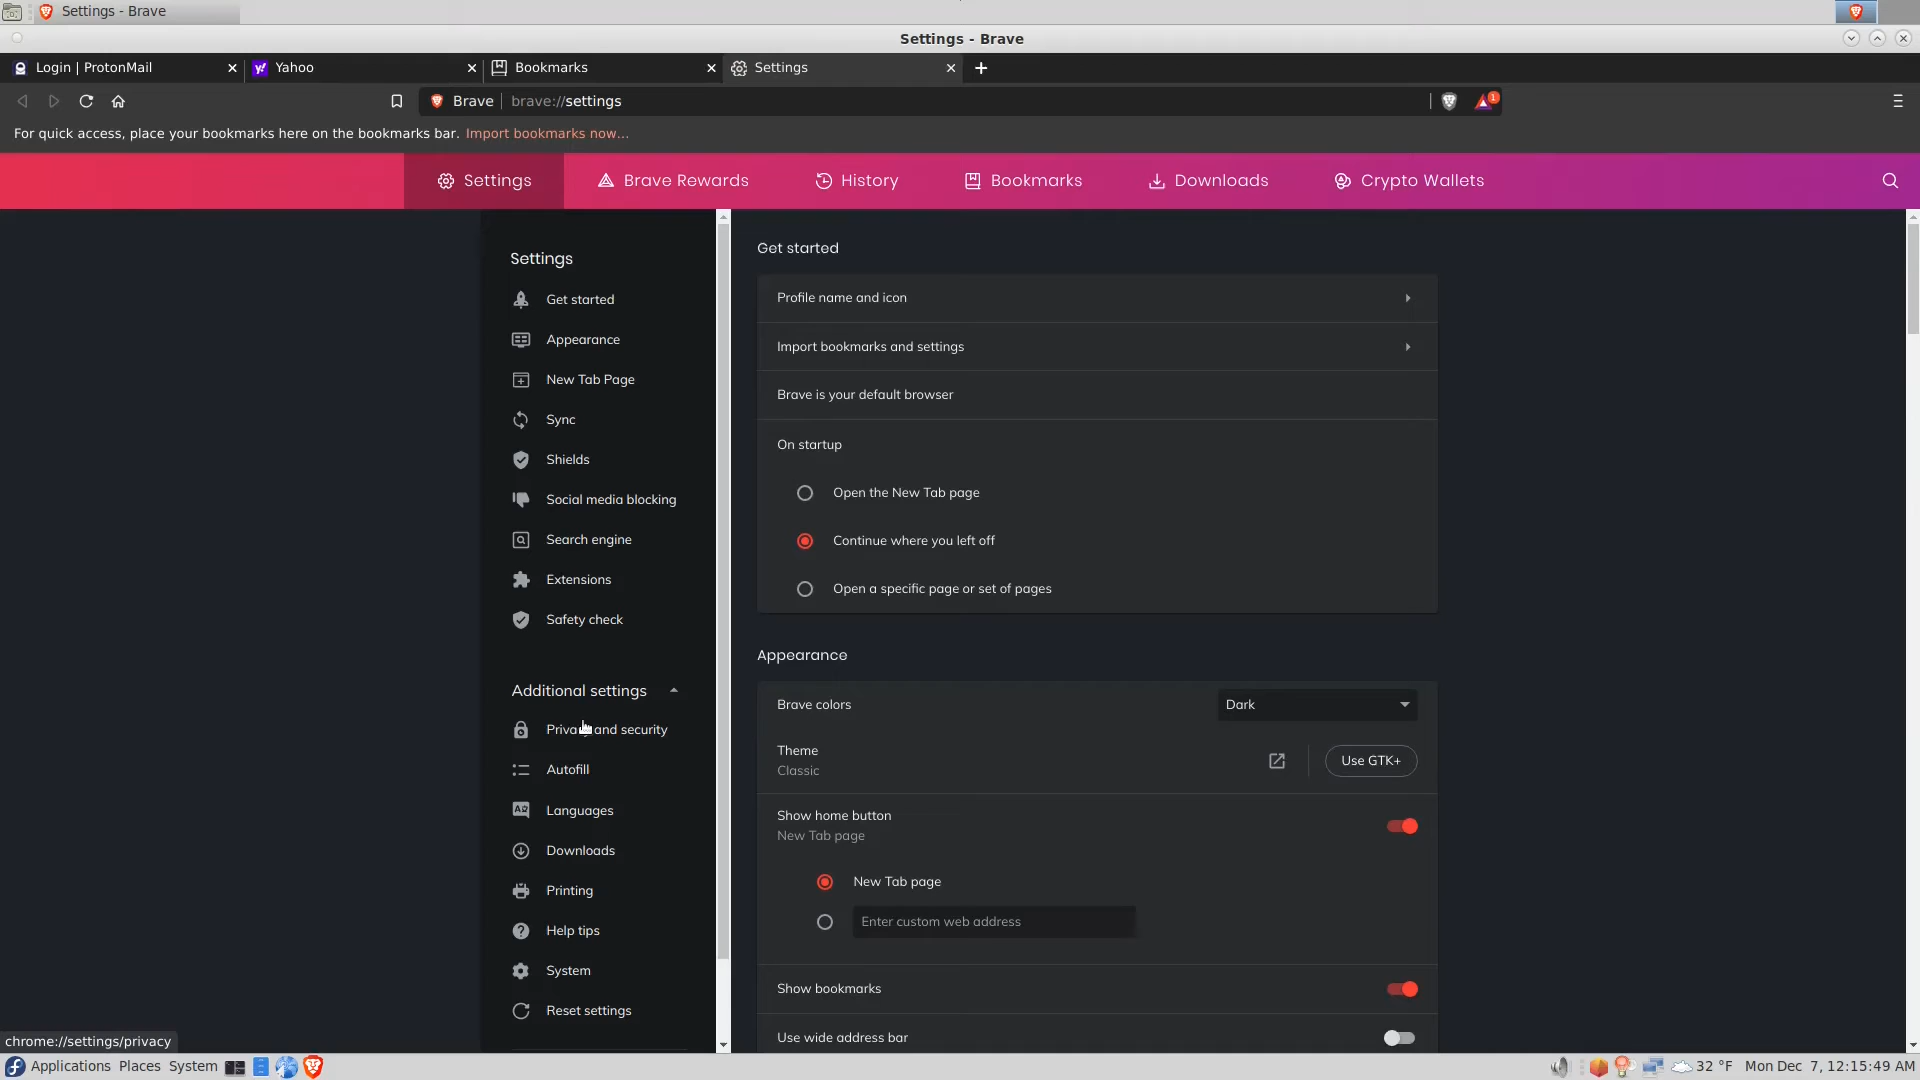 Settings - Brave
Settings - Brave
Login | ProtonMail
Yahoo
Bookmarks
Settings
Brave | brave://settings
1
For quick access, place your bookmarks here on the bookmarks bar. Import bookmarks now...
Settings
Brave Rewards
History
Bookmarks
Downloads
Crypto Wallets
Settings
Get started
Appearance
New Tab Page
Sync
Shields
Social media blocking
Search engine
Extensions
Safety check
Additional settings
Privacy and security
Autofill
Languages
Downloads
Printing
Help tips
System
Reset settings
Get started
Profile name and icon
Import bookmarks and settings
Brave is your default browser
On startup
Open the New Tab page
Continue where you left off
Open a specific page or set of pages
Appearance
Brave colors
Dark
Theme
Classic
Use GTK+
Show home button
New Tab page
New Tab page
Enter custom web address
Show bookmarks
Use wide address bar
chrome://settings/privacy
Applications Places System
32 °F Mon Dec 7, 12:15:49 AM